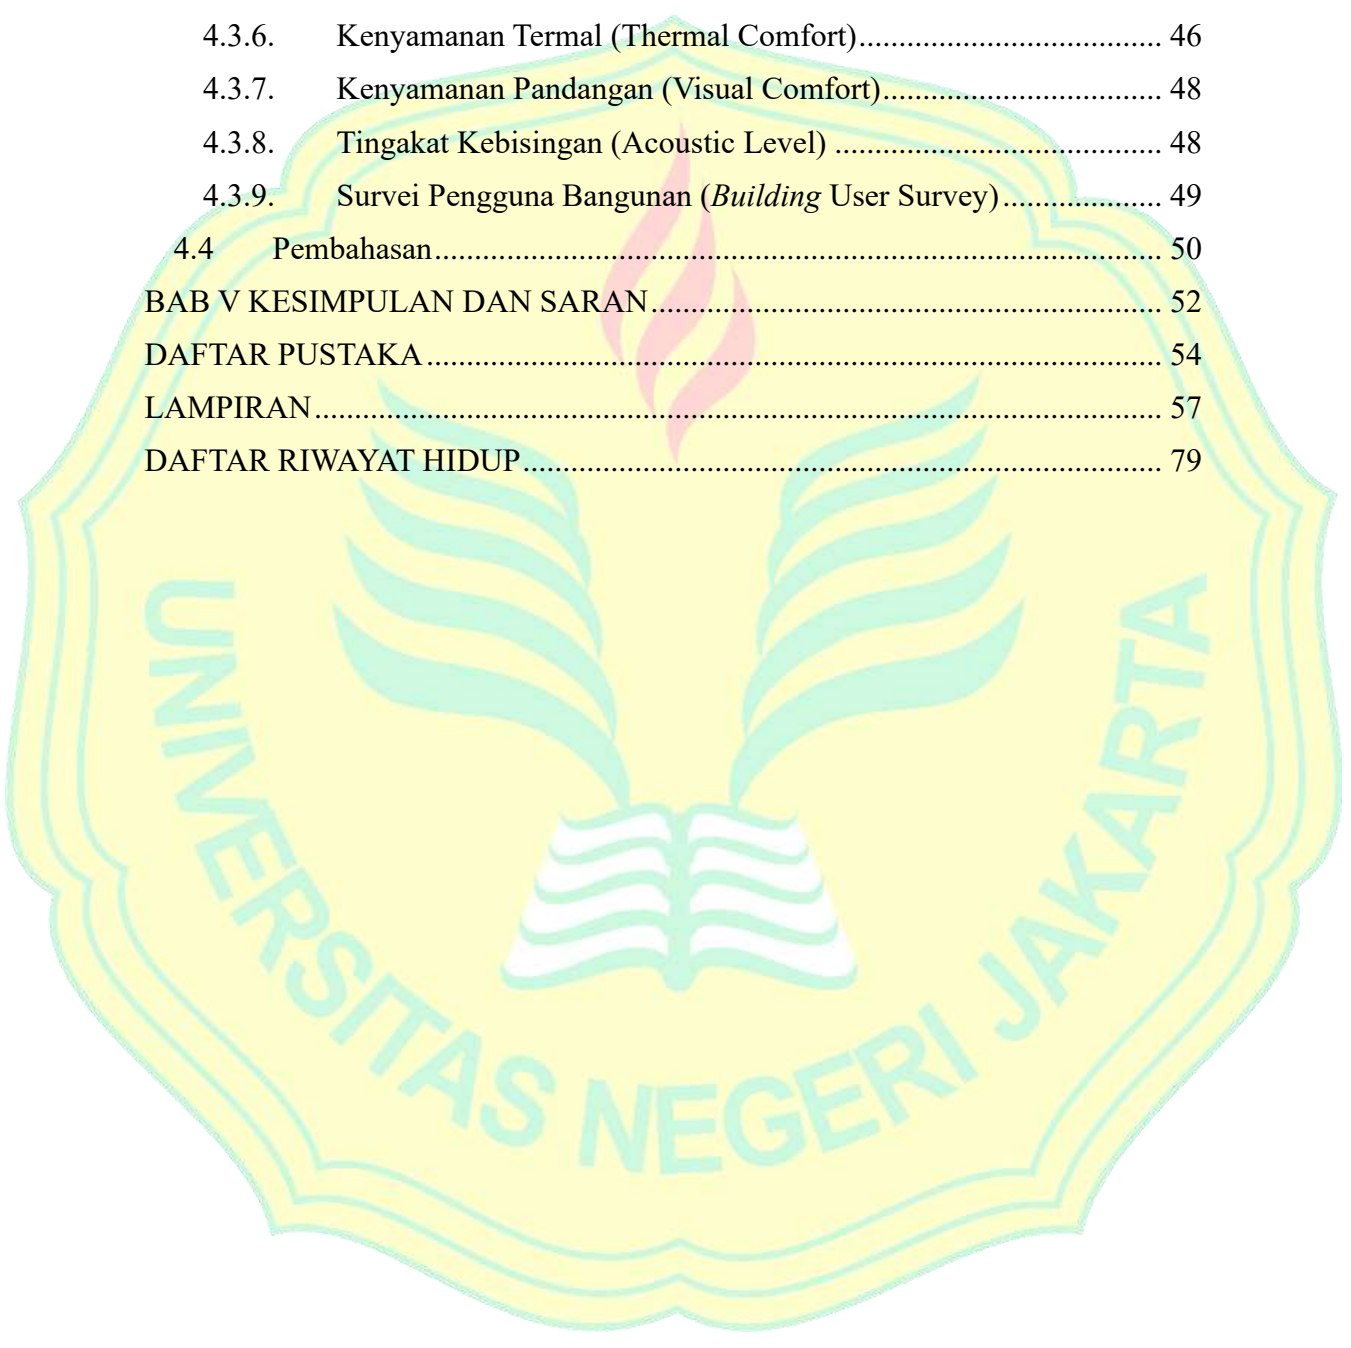 4.3.6. Kenyamanan Termal (Thermal Comfort)...................................... 46
4.3.7. Kenyamanan Pandangan (Visual Comfort)................................... 48
4.3.8. Tingakat Kebisingan (Acoustic Level) ......................................... 48
4.3.9. Survei Pengguna Bangunan (Building User Survey).................... 49
4.4 Pembahasan............................................................................................ 50
BAB V KESIMPULAN DAN SARAN................................................................ 52
DAFTAR PUSTAKA............................................................................................ 54
LAMPIRAN.......................................................................................................... 57
DAFTAR RIWAYAT HIDUP................................................................................ 79
UNIVERSITAS NEGERI JAKARTA